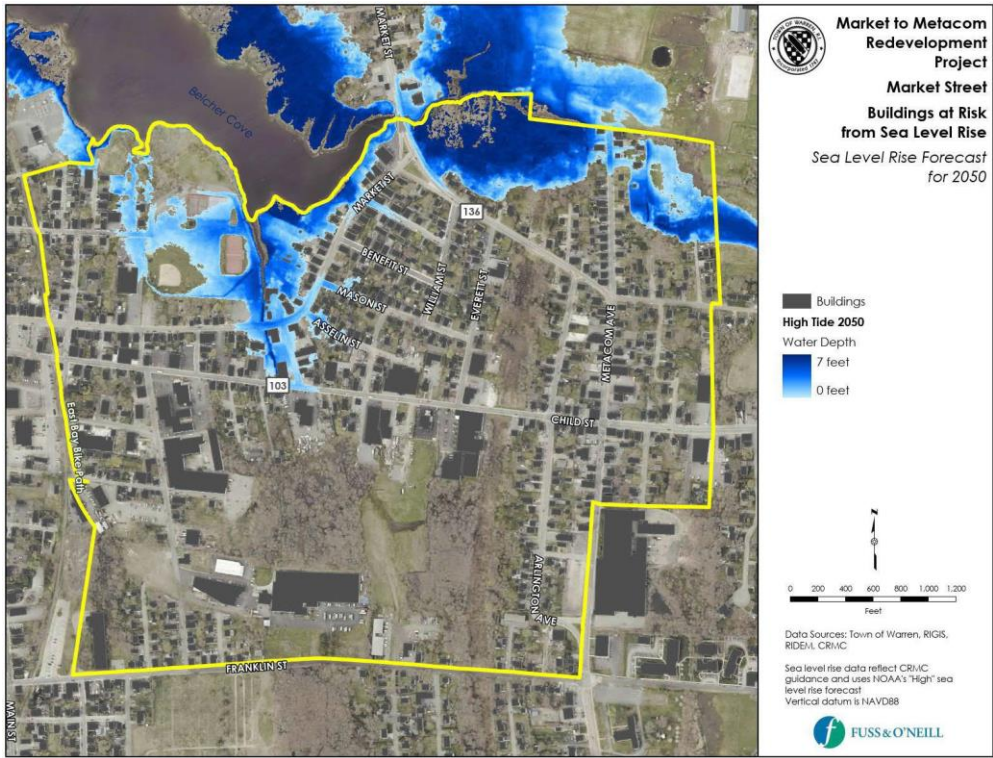 MARKET ST
Belcher Cove
MARKET ST
136
BENEFIT ST
WILLIAM ST
EVERETT ST
MASON ST
ASSELIN ST
METACOM AVE
103
CHILD ST
East Bay Bike Path
ARLINGTON AVE
FRANKLIN ST
MAIN ST
TOWN OF WARREN, R.I.
Market to Metacom
Redevelopment
Project
Market Street
Buildings at Risk
from Sea Level Rise
Sea Level Rise Forecast
for 2050
Buildings
High Tide 2050
Water Depth
7 feet
0 feet
N
0 200 400 600 800 1,000 1,200
Feet
Data Sources: Town of Warren, RIGIS,
RIDEM, CRMC
Sea level rise data reflect CRMC
guidance and uses NOAA's "High" sea
level rise forecast
Vertical datum is NAVD88
f
FUSS & O'NEILL